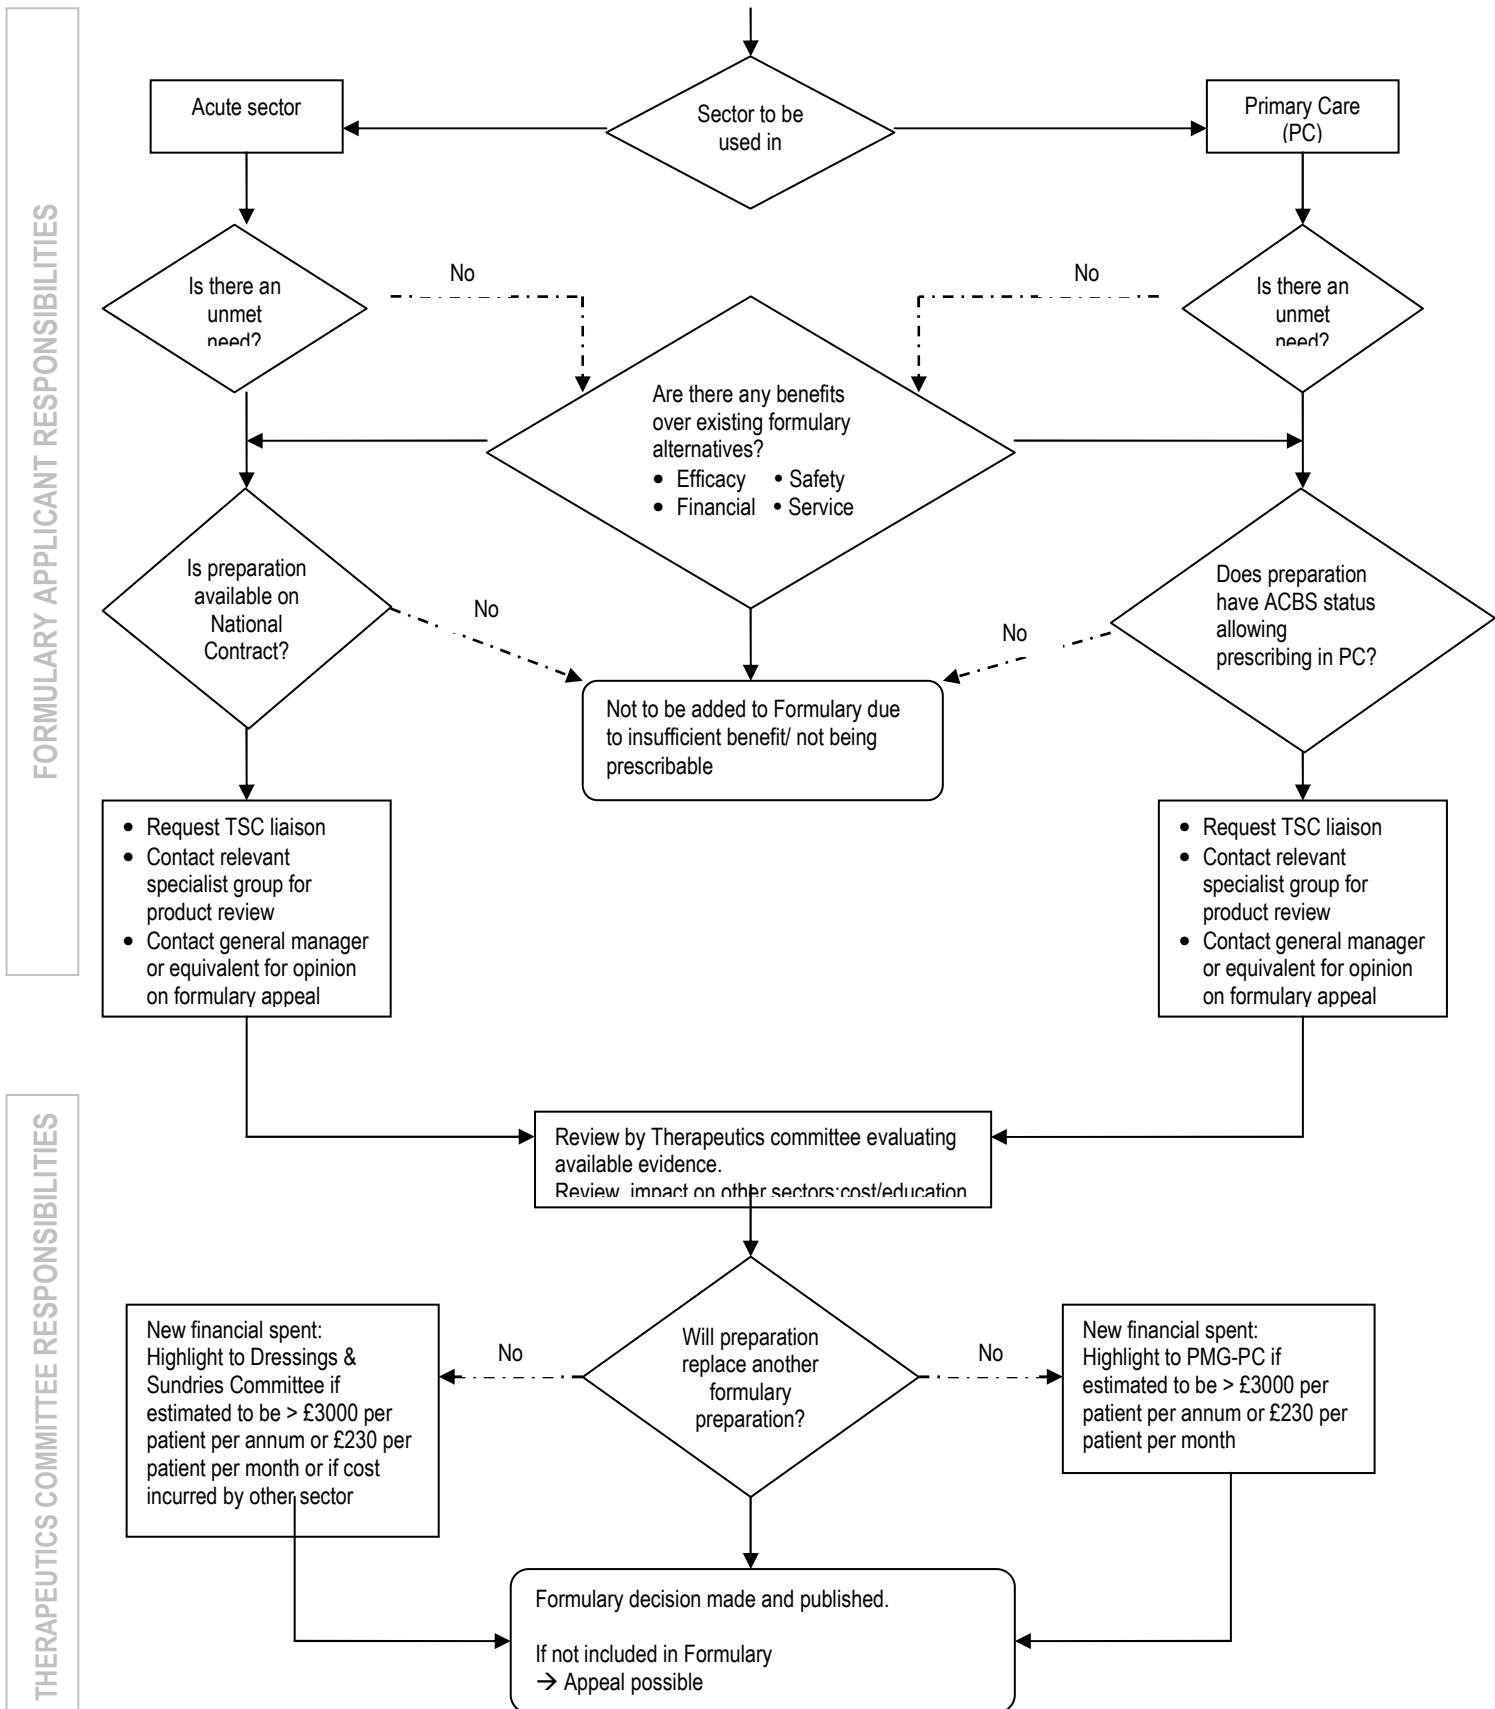 FORMULARY APPLICANT RESPONSIBILITIES
Sector to be
used in
Acute sector
Primary Care
(PC)
Is there an
unmet
need?
No
No
Is there an
unmet
need?
Are there any benefits
over existing formulary
alternatives?
• Efficacy • Safety
• Financial • Service
Is preparation
available on
National
Contract?
No
No
Does preparation
have ACBS status
allowing
prescribing in PC?
Not to be added to Formulary due
to insufficient benefit/ not being
prescribable
• Request TSC liaison
• Contact relevant
specialist group for
product review
• Contact general manager
or equivalent for opinion
on formulary appeal
• Request TSC liaison
• Contact relevant
specialist group for
product review
• Contact general manager
or equivalent for opinion
on formulary appeal
THERAPEUTICS COMMITTEE RESPONSIBILITIES
Review by Therapeutics committee evaluating
available evidence.
Review impact on other sectors:cost/education
New financial spent:
Highlight to Dressings &
Sundries Committee if
estimated to be > £3000 per
patient per annum or £230 per
patient per month or if cost
incurred by other sector
No
Will preparation
replace another
formulary
preparation?
No
New financial spent:
Highlight to PMG-PC if
estimated to be > £3000 per
patient per annum or £230 per
patient per month
Formulary decision made and published.
If not included in Formulary
→ Appeal possible